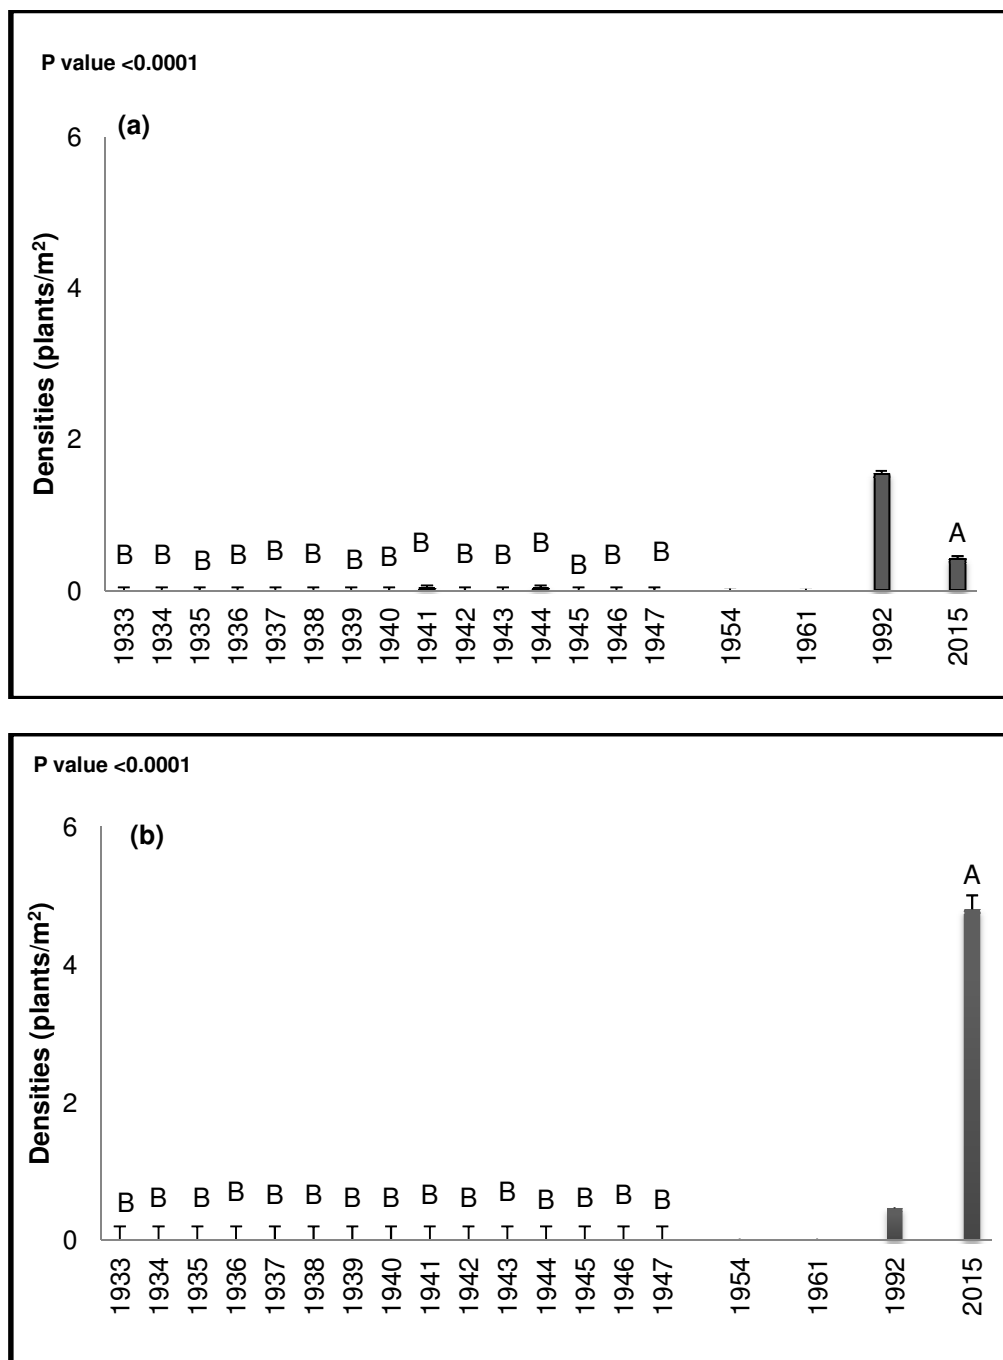 P value <0.0001
(a)
6
4
2
0
Densities (plants/m²)
B B B B B B B B B B B B B B B A
1933 1934 1935 1936 1937 1938 1939 1940 1941 1942 1943 1944 1945 1946 1947 1954 1961 1992 2015
P value <0.0001
(b)
6
4
2
0
Densities (plants/m²)
B B B B B B B B B B B B B B B A
1933 1934 1935 1936 1937 1938 1939 1940 1941 1942 1943 1944 1945 1946 1947 1954 1961 1992 2015